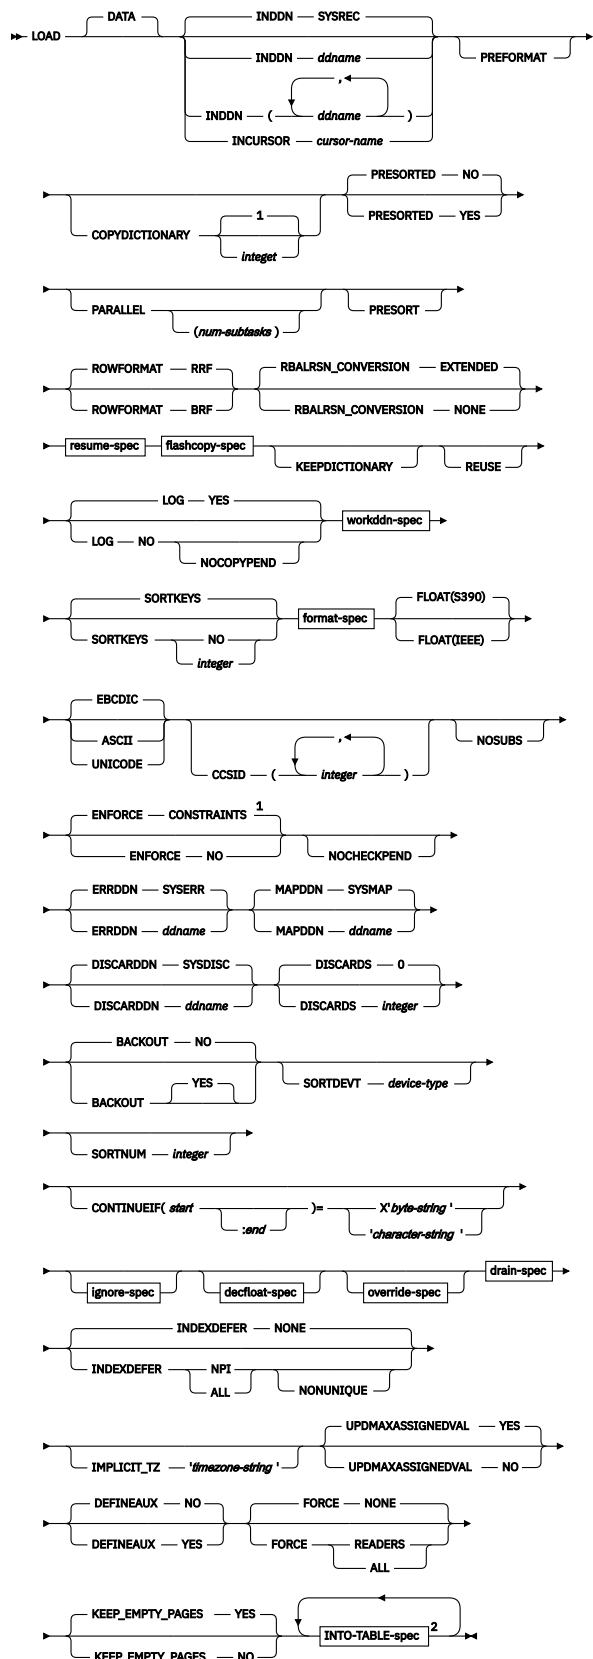 DATA
INDDN SYSREC
LOAD
INDDN ddname
PREFORMAT
,
INDDN ( ddname )
INCURSOR cursor-name
PRESORTED NO
COPYDICTIONARY
1
PRESORTED YES
integet
PARALLEL
(num-subtasks )
PRESORT
ROWFORMAT RRF
RBALRSN_CONVERSION EXTENDED
ROWFORMAT BRF
RBALRSN_CONVERSION NONE
resume-spec flashcopy-spec
KEEPDICTIONARY REUSE
LOG YES
workddn-spec
LOG NO
NOCOPYPEND
SORTKEYS
FLOAT(S390)
format-spec
SORTKEYS NO
FLOAT(IEEE)
integer
EBCDIC
ASCII
,
NOSUBS
UNICODE
CCSID ( integer )
ENFORCE CONSTRAINTS 1
ENFORCE NO NOCHECKPEND
ERRDDN SYSERR MAPDDN SYSMAP
ERRDDN ddname MAPDDN ddname
DISCARDDN SYSDISC DISCARDS 0
DISCARDDN ddname DISCARDS integer
BACKOUT NO
YES
SORTDEVT device-type
BACKOUT
SORTNUM integer
CONTINUEIF( start )= X'byte-string '
:end
'character-string '
drain-spec
ignore-spec decfloat-spec override-spec
INDEXDEFER NONE
INDEXDEFER NPI
ALL NONUNIQUE
UPDMAXASSIGNEDVAL YES
IMPLICIT_TZ 'timezone-string ' UPDMAXASSIGNEDVAL NO
DEFINEAUX NO FORCE NONE
DEFINEAUX YES FORCE READERS
ALL
KEEP_EMPTY_PAGES YES
INTO-TABLE-spec 2
KEEP_EMPTY_PAGES NO